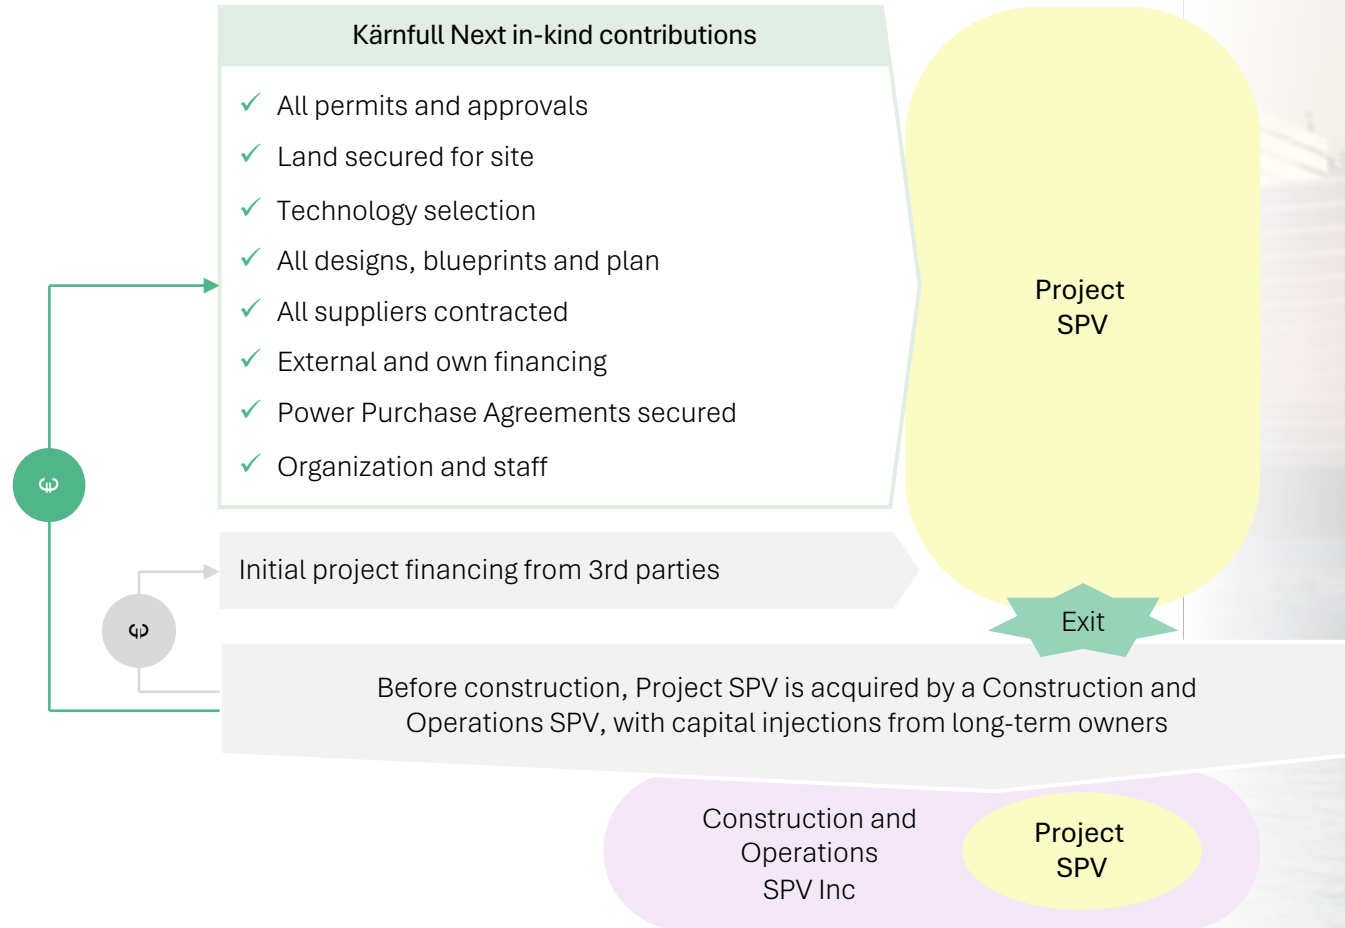 Kärnfull Next in-kind contributions
✓ All permits and approvals
✓ Land secured for site
✓ Technology selection
✓ All designs, blueprints and plan
✓ All suppliers contracted
✓ External and own financing
✓ Power Purchase Agreements secured
✓ Organization and staff
Project
SPV
€
Initial project financing from 3rd parties
€
Exit
Before construction, Project SPV is acquired by a Construction and
Operations SPV, with capital injections from long-term owners
Construction and
Operations
SPV Inc
Project
SPV